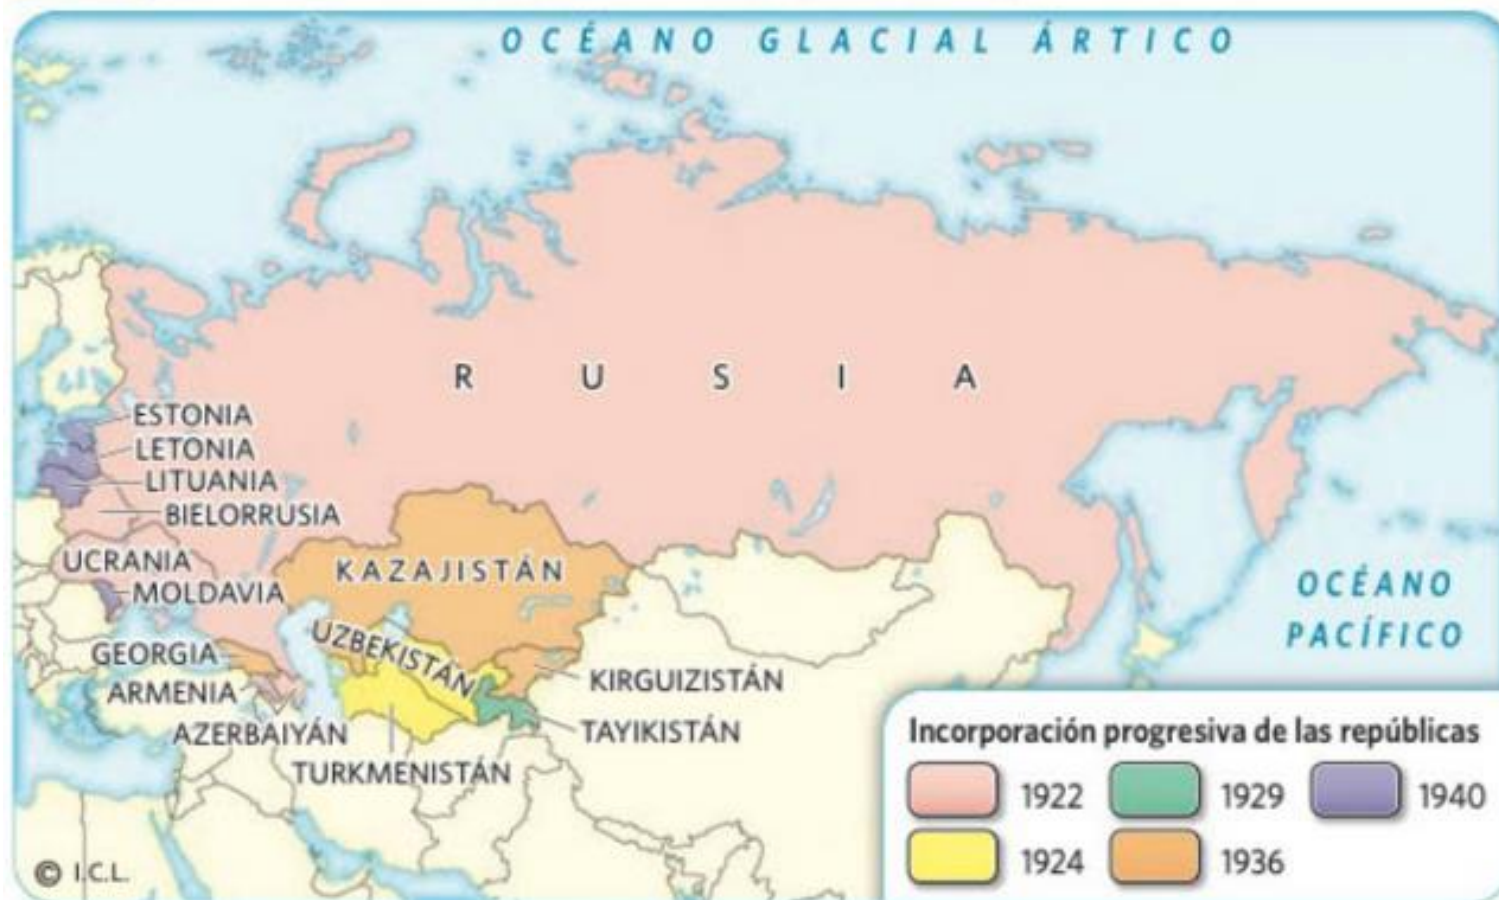 OCÉANO GLACIAL ÁRTICO
RUSIA
ESTONIA
LETONIA
LITUANIA
BIELORRUSIA
UCRANIA
MOLDAVIA
KAZAJISTÁN
GEORGIA
ARMENIA
AZERBAIYÁN
UZBEKISTÁN
TURKMENISTÁN
KIRGUIZISTÁN
TAYIKISTÁN
OCÉANO
PACÍFICO
Incorporación progresiva de las repúblicas
1922 1929 1940
1924 1936
© I.C.L.